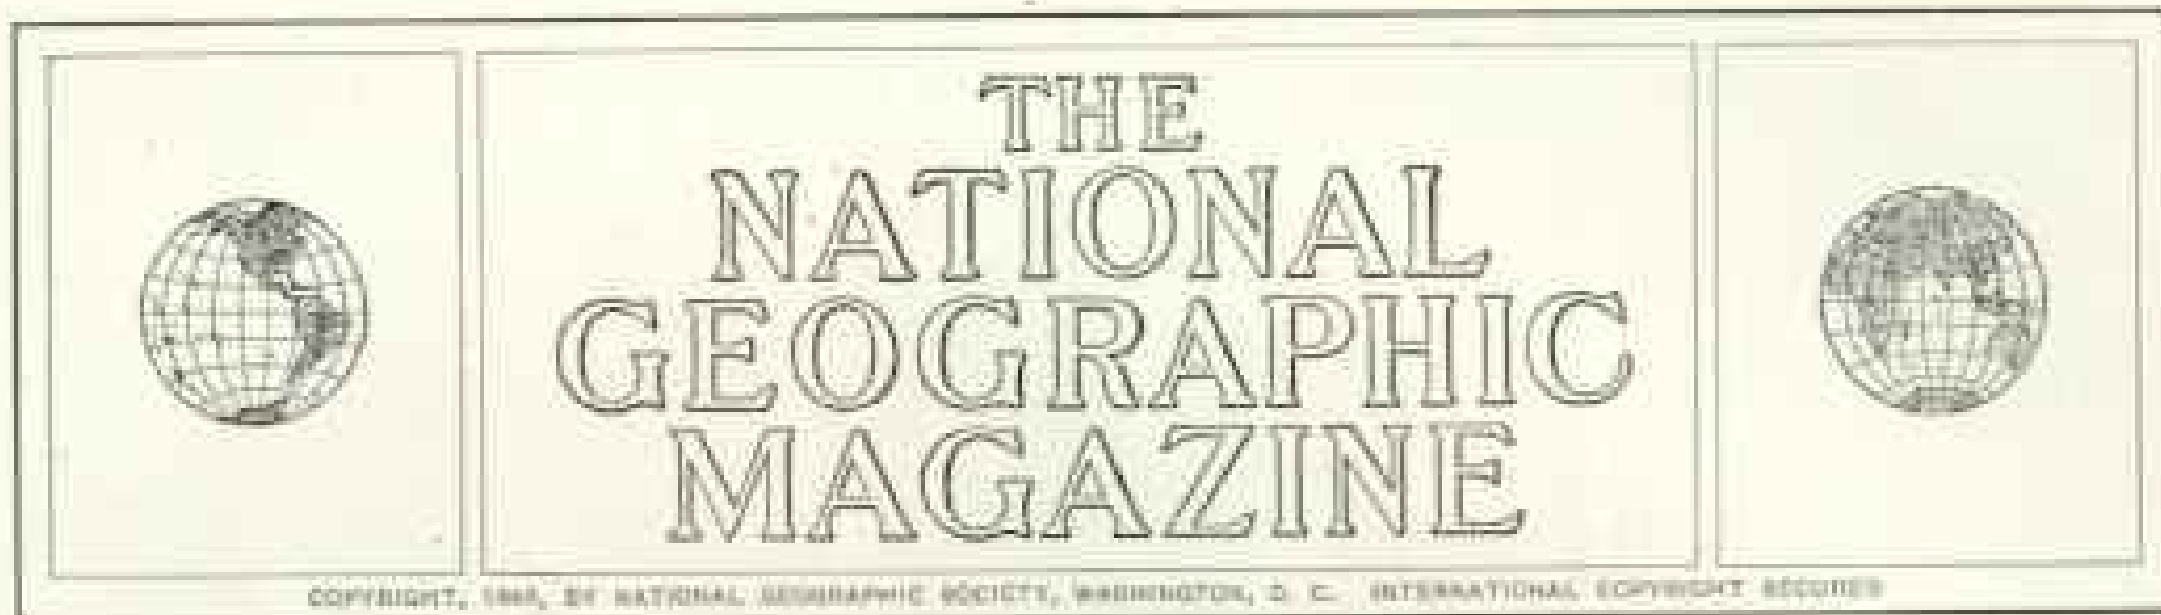 THE
NATIONAL
GEOGRAPHIC
MAGAZINE
COPYRIGHT, BY NATIONAL GEOGRAPHIC SOCIETY, WASHINGTON, D. C. INTERNATIONAL COPYRIGHT SECURED